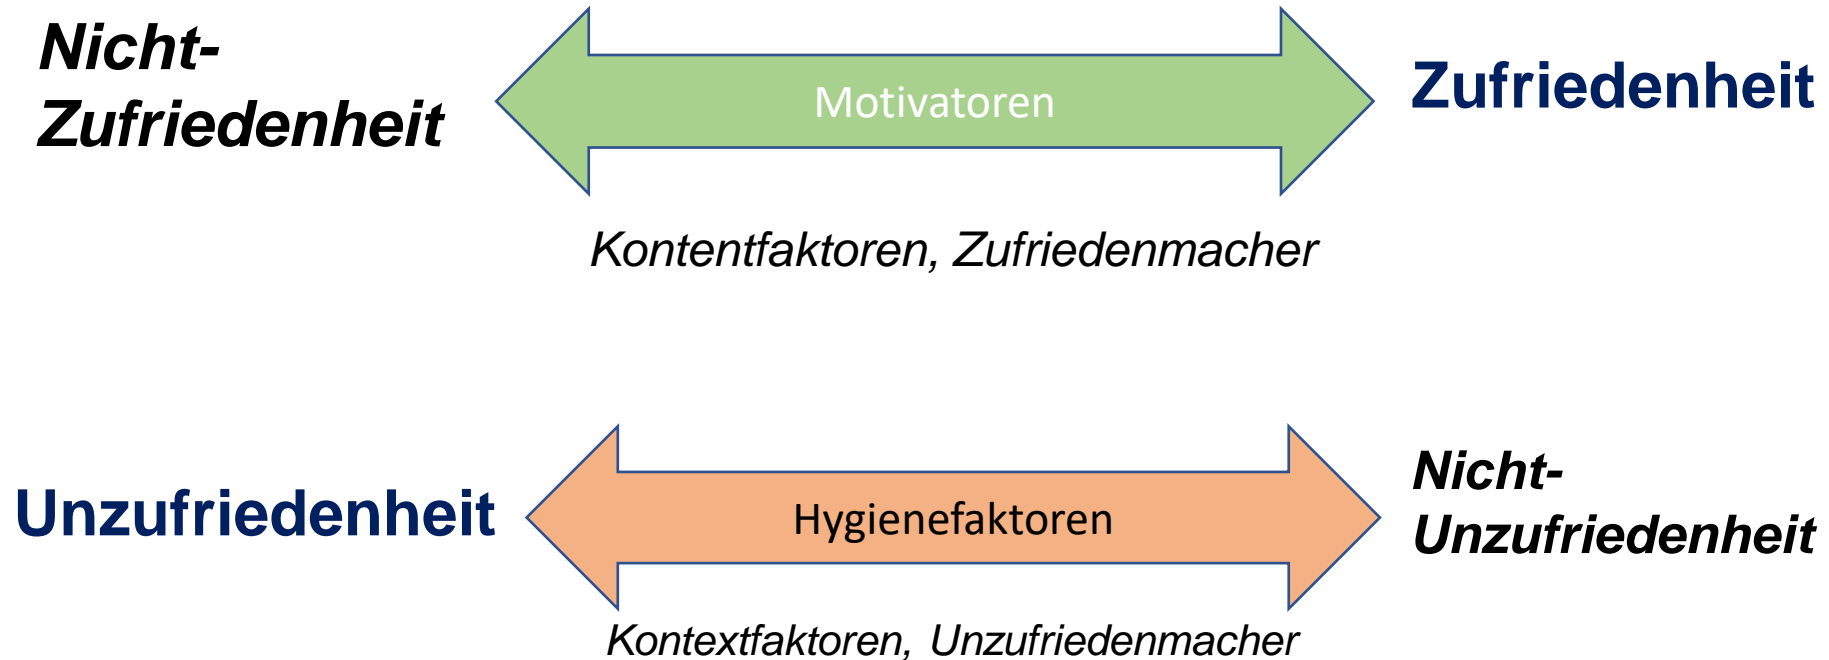 Nicht-
Zufriedenheit
Motivatoren
Zufriedenheit
Kontentfaktoren, Zufriedenmacher
Unzufriedenheit
Hygienefaktoren
Nicht-
Unzufriedenheit
Kontextfaktoren, Unzufriedenmacher